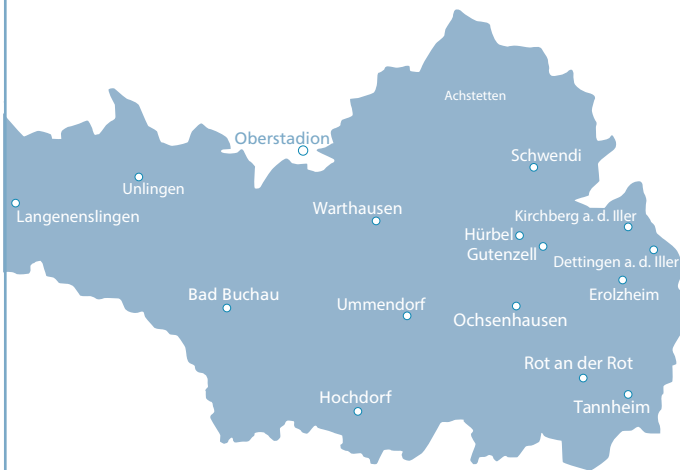 Achstetten
Oberstadion
Schwendi
Unlingen
Langenenslingen
Warthausen
Kirchberg a. d. Iller
Hürbel
Gutenzell
Dettingen a. d. Iller
Bad Buchau
Ummendorf
Erolzheim
Ochsenhausen
Rot an der Rot
Hochdorf
Tannheim